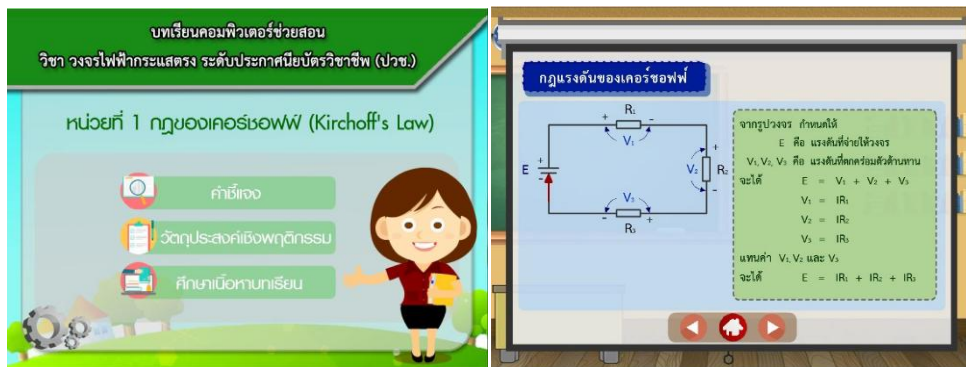 บทเรียนคอมพิวเตอร์ช่วยสอน
วิชา วงจรไฟฟ้ากระแสตรง ระดับประกาศนียบัตรวิชาชีพ (ปวช.)
หน่วยที่ 1 กฎของเคอร์ชอฟฟ์ (Kirchoff's Law)
คำชี้แจง
วัตถุประสงค์เชิงพฤติกรรม
ศึกษาเนื้อหาบทเรียน
กฎแรงดันของเคอร์ชอฟฟ์
R₁
+ -
V₁
E
+
-
+
V₂
R₂
-
V₃
- +
R₃
จากรูปวงจร กำหนดให้
E คือ แรงดันที่จ่ายให้วงจร
V₁, V₂, V₃ คือ แรงดันที่ตกคร่อมตัวต้านทาน
จะได้ E = V₁ + V₂ + V₃
V₁ = IR₁
V₂ = IR₂
V₃ = IR₃
แทนค่า V₁, V₂ และ V₃
จะได้ E = IR₁ + IR₂ + IR₃